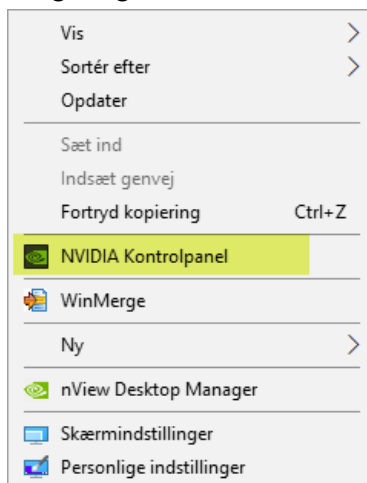 Vis
Sortér efter
Opdater
Sæt ind
Indsæt genvej
Fortryd kopiering Ctrl+Z
NVIDIA Kontrolpanel
WinMerge
Ny
nView Desktop Manager
Skærmindstillinger
Personlige indstillinger